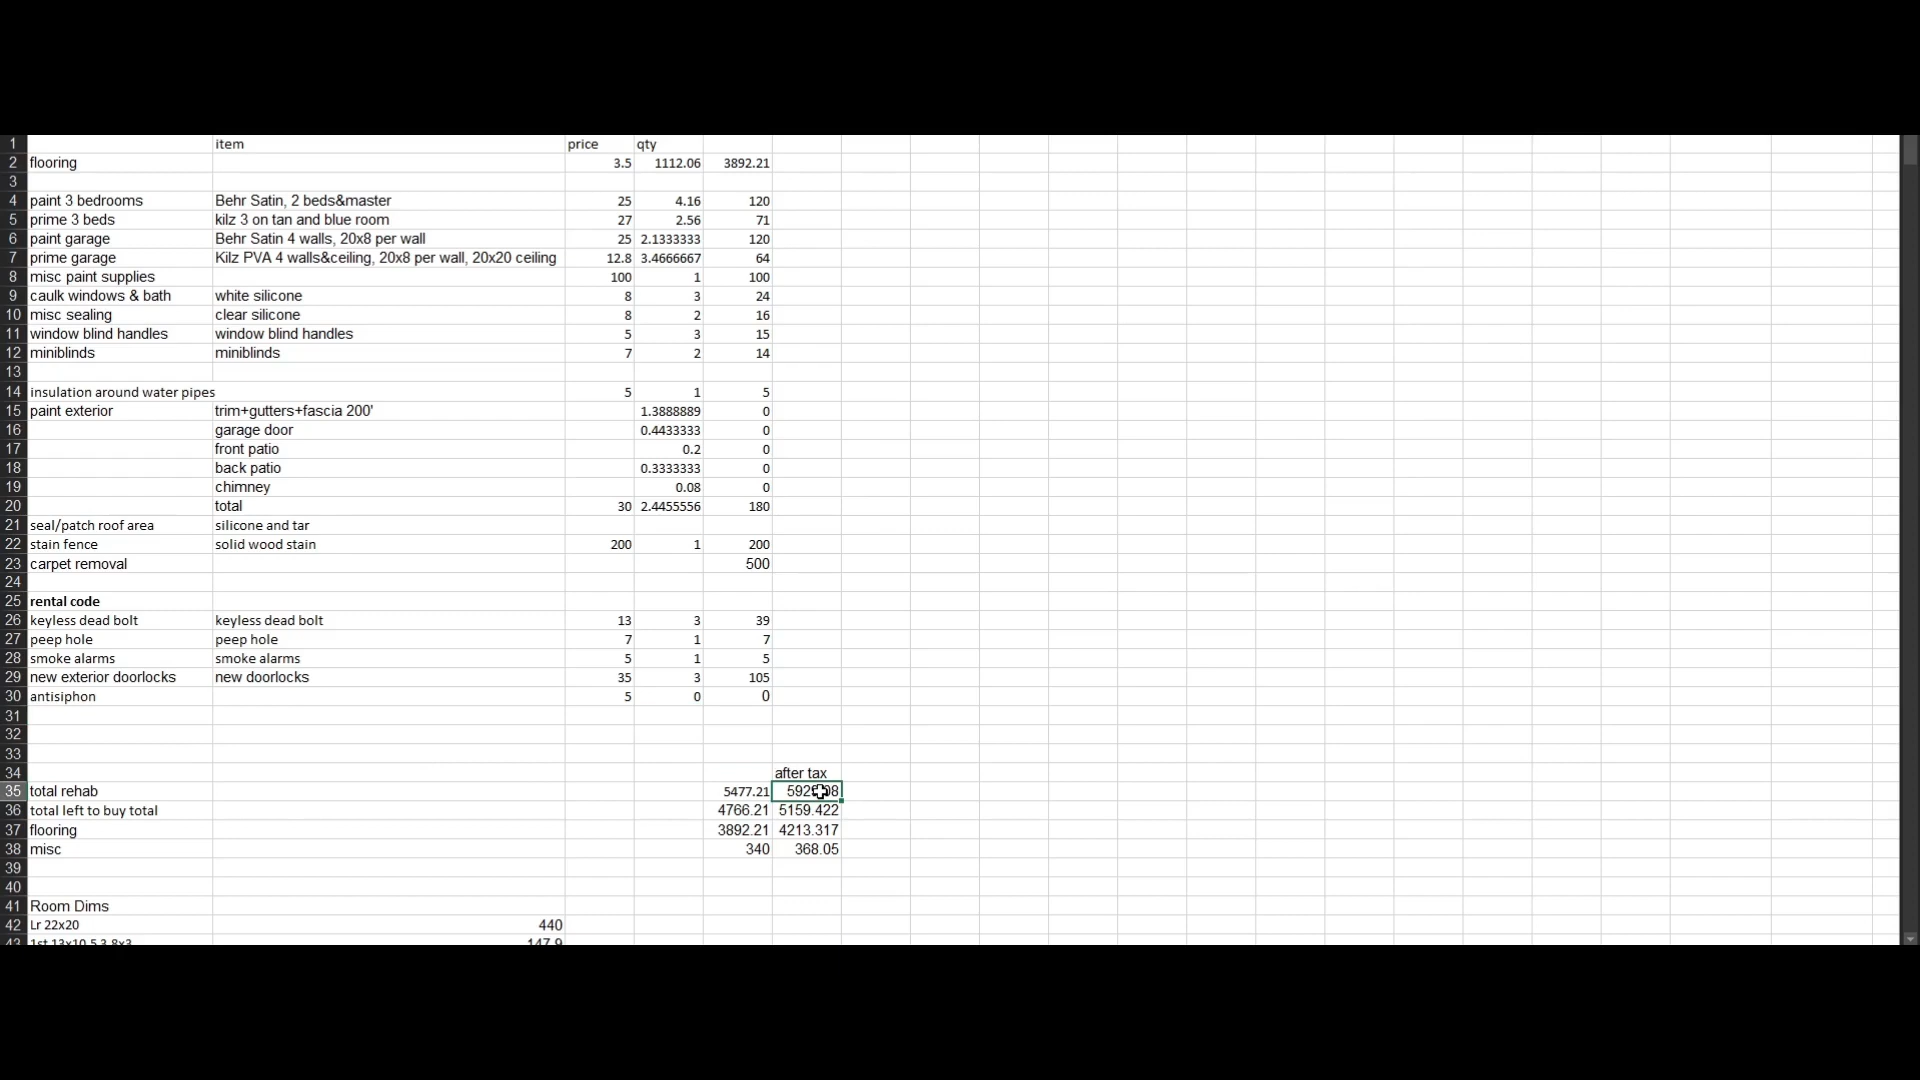 1 item price qty
2 flooring 3.5 1112.06 3892.21
3
4 paint 3 bedrooms Behr Satin, 2 beds&master 25 4.16 120
5 prime 3 beds kilz 3 on tan and blue room 27 2.56 71
6 paint garage Behr Satin 4 walls, 20x8 per wall 25 2.1333333 120
7 prime garage Kilz PVA 4 walls&ceiling, 20x8 per wall, 20x20 ceiling 12.8 3.4666667 64
8 misc paint supplies 100 1 100
9 caulk windows & bath white silicone 8 3 24
10 misc sealing clear silicone 8 2 16
11 window blind handles window blind handles 5 3 15
12 miniblinds miniblinds 7 2 14
13
14 insulation around water pipes 5 1 5
15 paint exterior trim+gutters+fascia 200' 1.3888889 0
16 garage door 0.4433333 0
17 front patio 0.2 0
18 back patio 0.3333333 0
19 chimney 0.08 0
20 total 30 2.4455556 180
21 seal/patch roof area silicone and tar
22 stain fence solid wood stain 200 1 200
23 carpet removal 500
24
25 rental code
26 keyless dead bolt keyless dead bolt 13 3 39
27 peep hole peep hole 7 1 7
28 smoke alarms smoke alarms 5 1 5
29 new exterior doorlocks new doorlocks 35 3 105
30 antisiphon 5 0 0
31
32
33
34 after tax
35 total rehab 5477.21
36 total left to buy total 4766.21 5159.422
37 flooring 3892.21 4213.317
38 misc 340 368.05
39
40
41 Room Dims
42 Lr 22x20 440
43 147.9